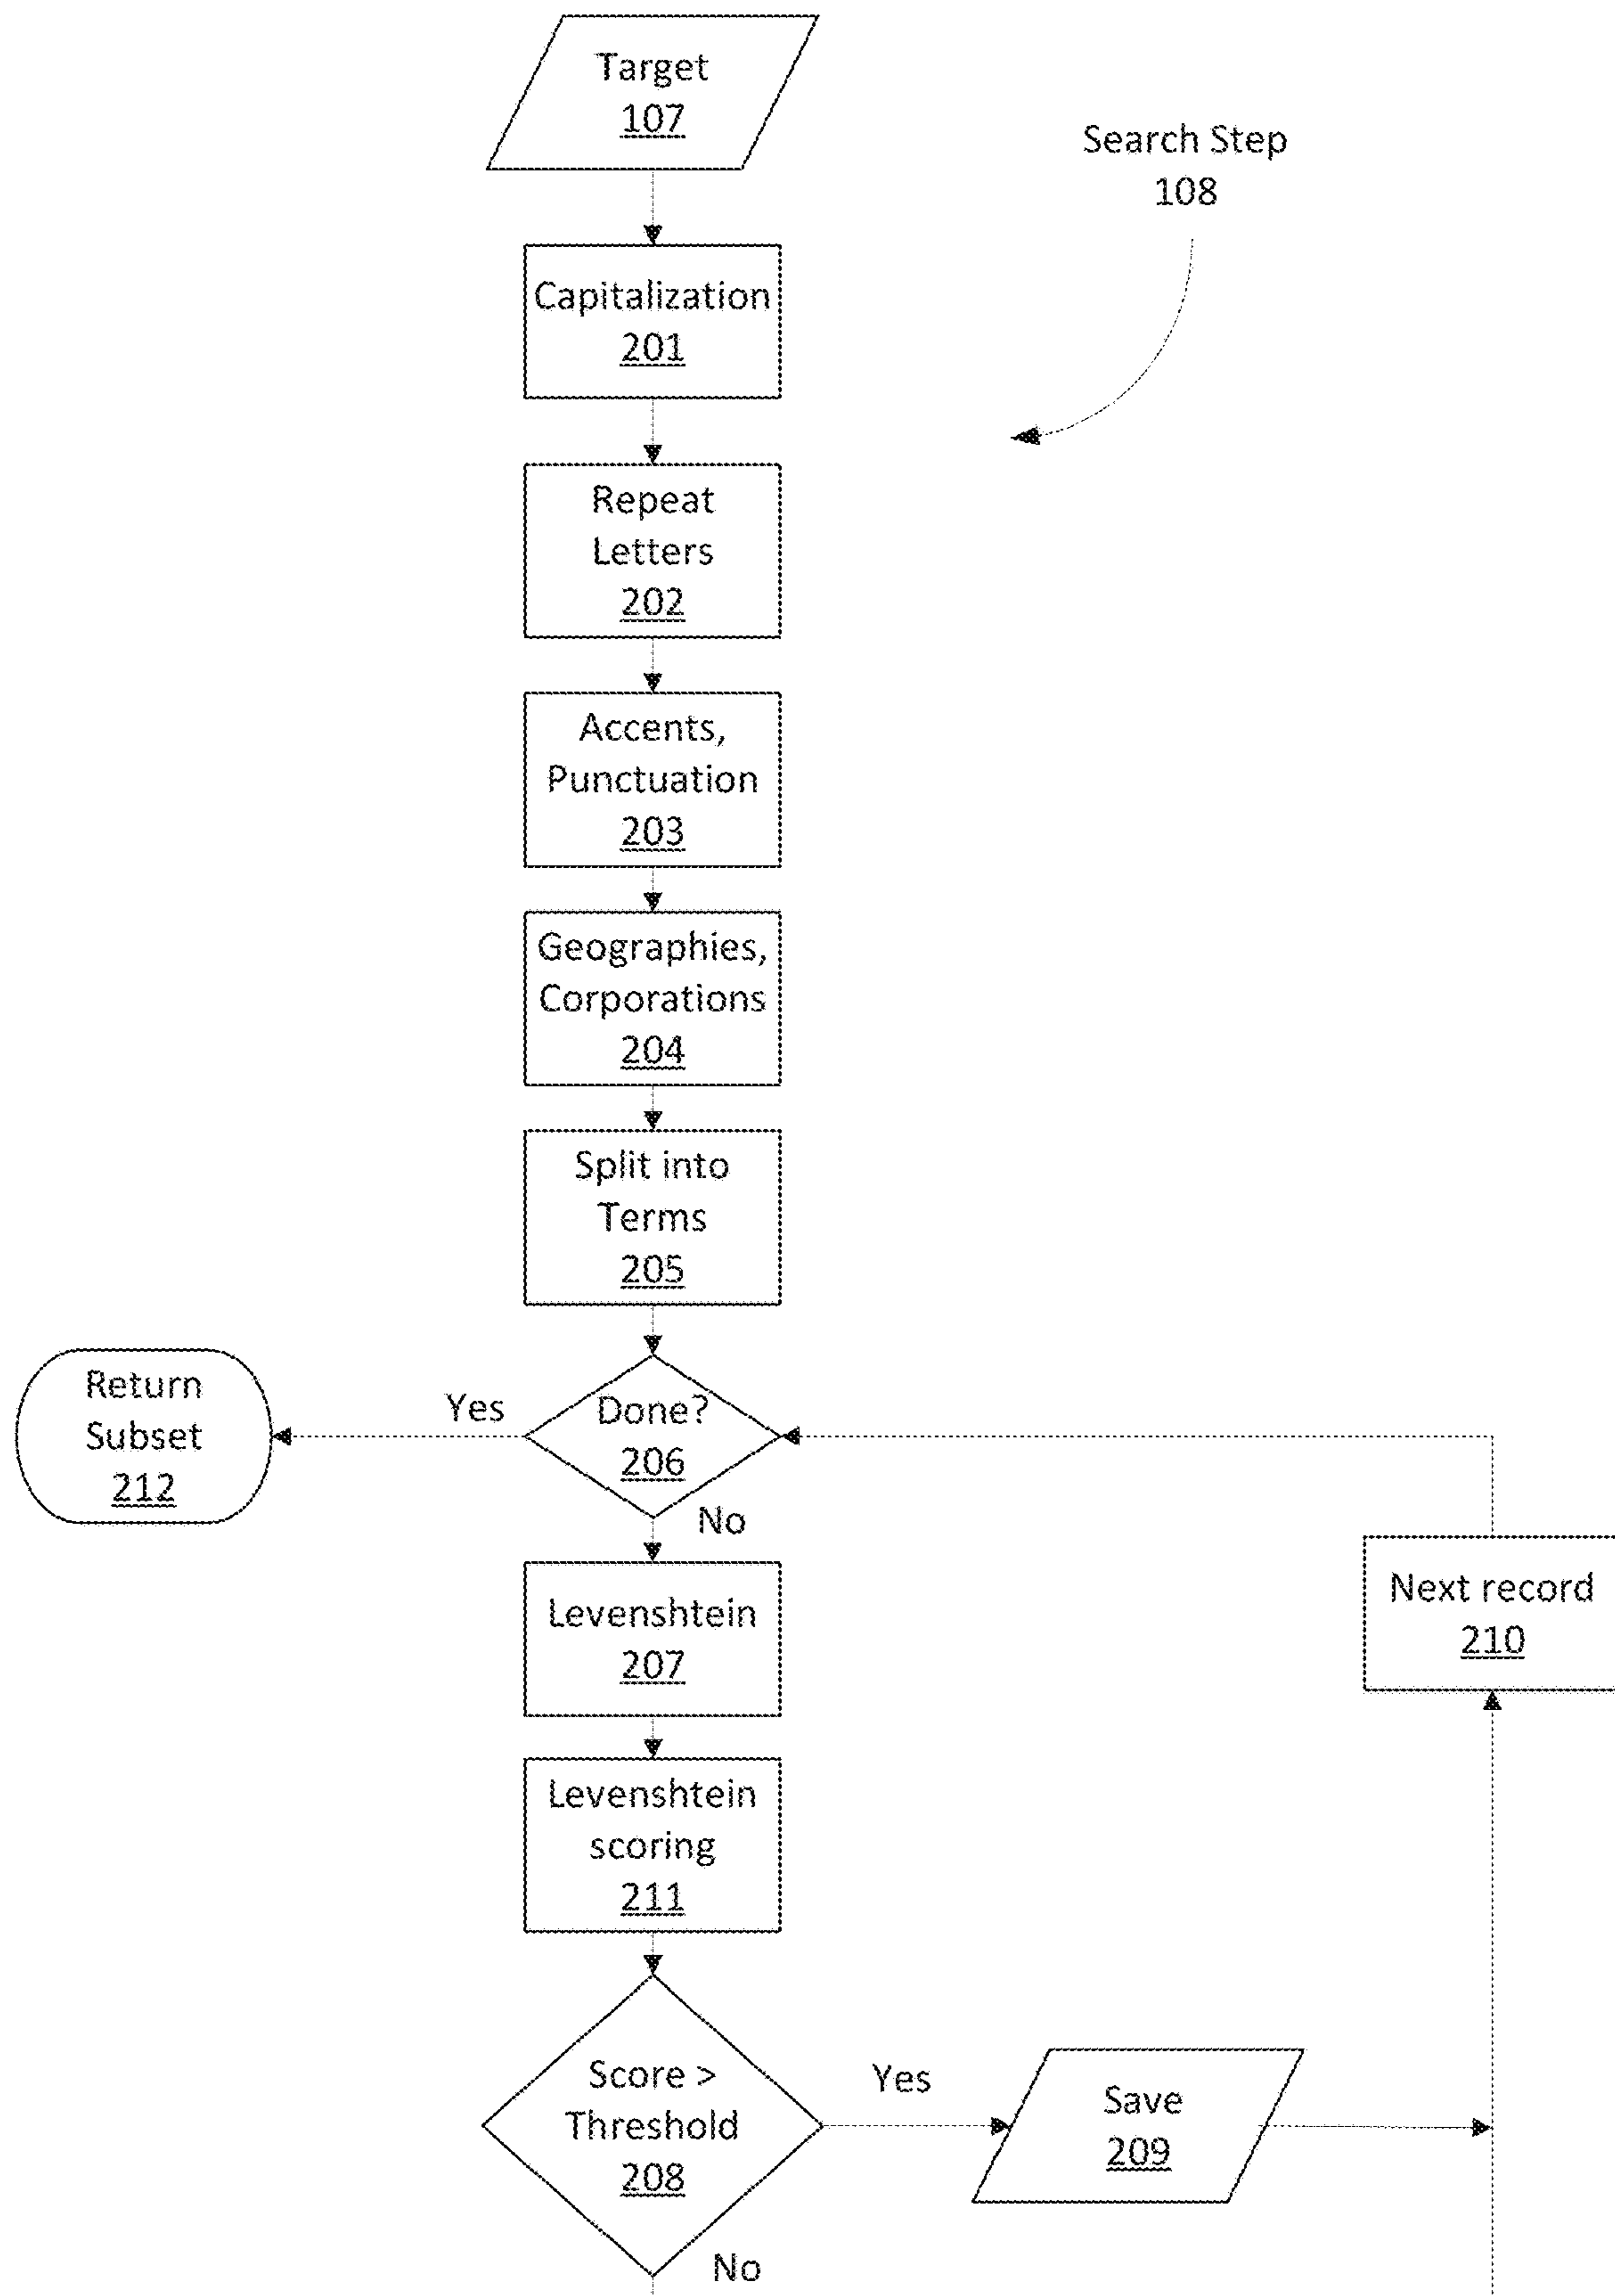 Target
107
Search Step
108
Capitalization
201
Repeat
Letters
202
Accents,
Punctuation
203
Geographies,
Corporations
204
Split into
Terms
205
Return
Subset
212
Yes
Done?
206
No
Levenshtein
207
Next record
210
Levenshtein
scoring
211
Score >
Threshold
208
Yes
Save
209
No